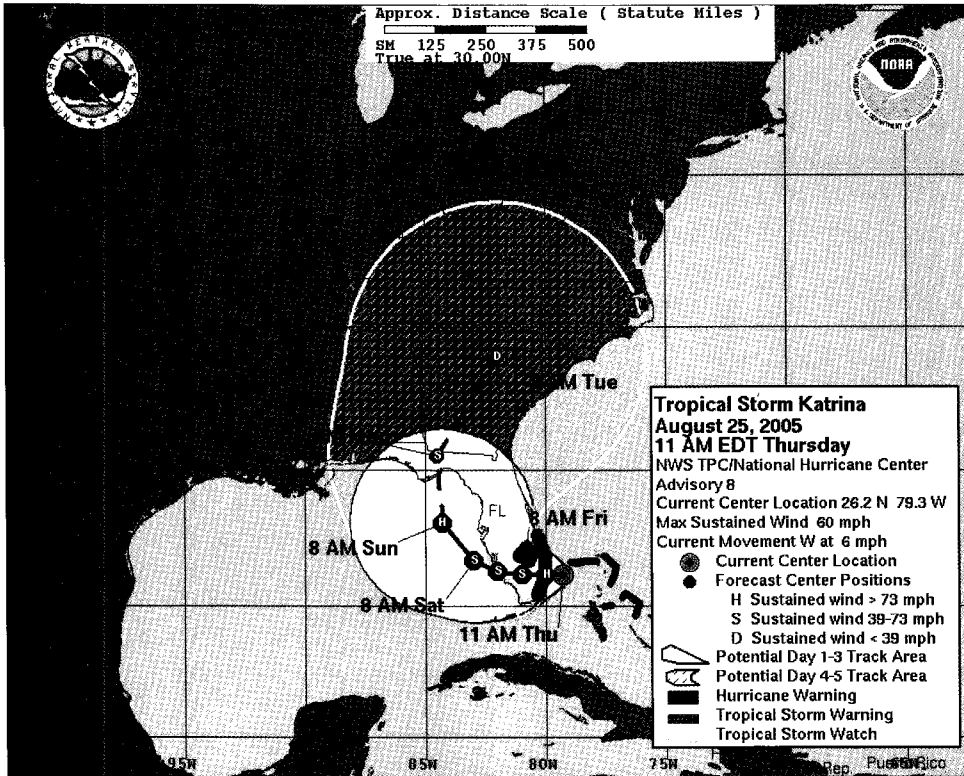 Approx. Distance Scale ( Statute Miles )
SM 125 250 375 500
True at 30.00N
NATIONAL WEATHER SERVICE
NOAA
D
M Tue
S
FL
8 AM Fri
H
8 AM Sun
S
S
S
H
8 AM Sat
11 AM Thu
Tropical Storm Katrina
August 25, 2005
11 AM EDT Thursday
NWS TPC/National Hurricane Center
Advisory 8
Current Center Location 26.2 N 79.3 W
Max Sustained Wind 60 mph
Current Movement W at 6 mph
Current Center Location
Forecast Center Positions
H Sustained wind > 73 mph
S Sustained wind 39-73 mph
D Sustained wind < 39 mph
Potential Day 1-3 Track Area
Potential Day 4-5 Track Area
Hurricane Warning
Tropical Storm Warning
Tropical Storm Watch
95W 85W 80W 75W Rep. Puerto Rico